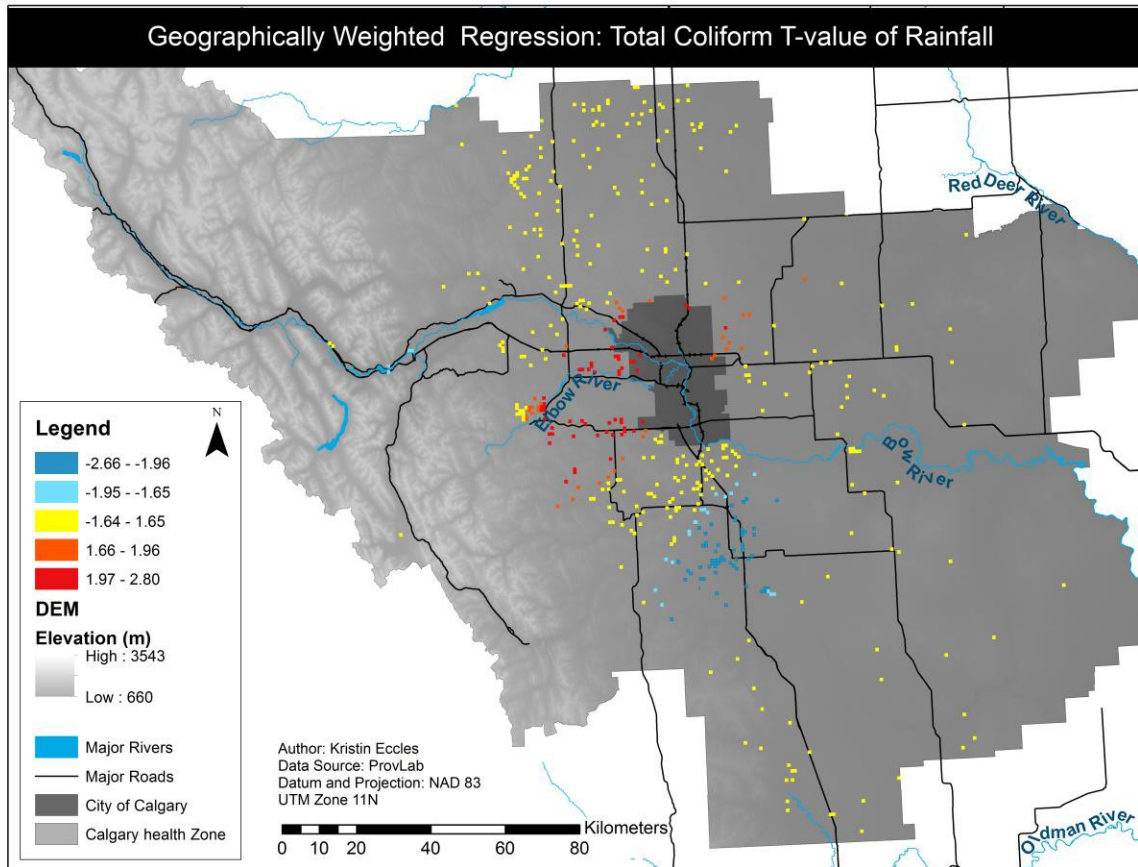 Geographically Weighted Regression: Total Coliform T-value of Rainfall
Red Deer River
Elbow River
Bow River
N
Legend
-2.66 - -1.96
-1.95 - -1.65
-1.64 - 1.65
1.66 - 1.96
1.97 - 2.80
DEM
Elevation (m)
High : 3543
Low : 660
Major Rivers
Major Roads
City of Calgary
Calgary health Zone
Author: Kristin Eccles
Data Source: ProvLab
Datum and Projection: NAD 83
UTM Zone 11N
Kilometers
0 10 20 40 60 80
Oldman River